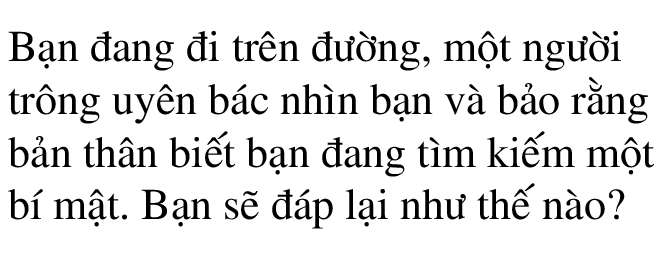 Bạn đang đi trên đường, một người
trông uyên bác nhìn bạn và bảo rằng
bản thân biết bạn đang tìm kiếm một
bí mật. Bạn sẽ đáp lại như thế nào?